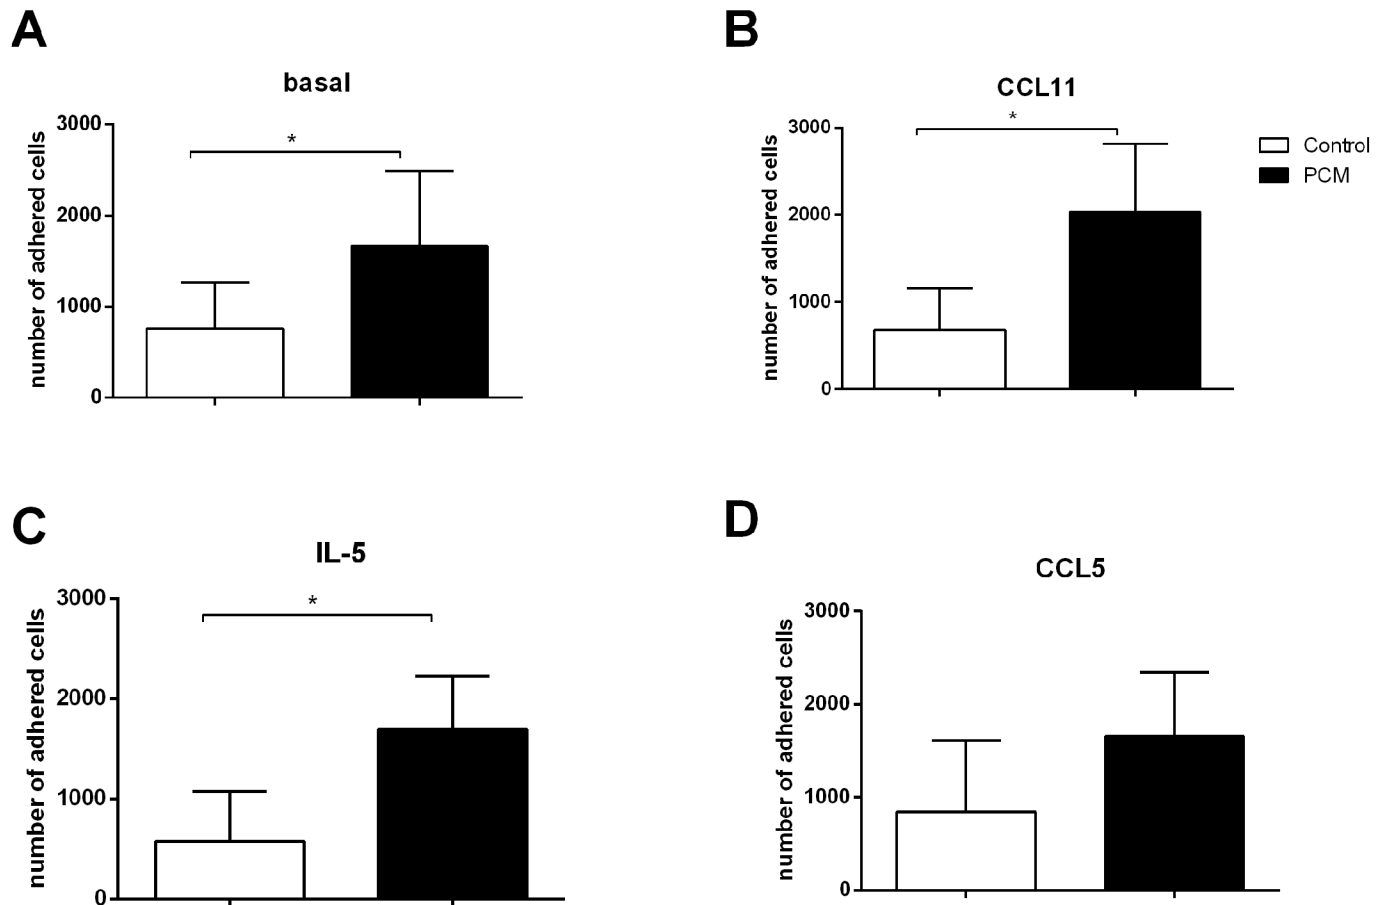 A
basal
*
3000
2000
1000
0
number of adhered cells
B
CCL11
*
3000
2000
1000
0
number of adhered cells
Control
PCM
C
IL-5
*
3000
2000
1000
0
number of adhered cells
D
CCL5
3000
2000
1000
0
number of adhered cells